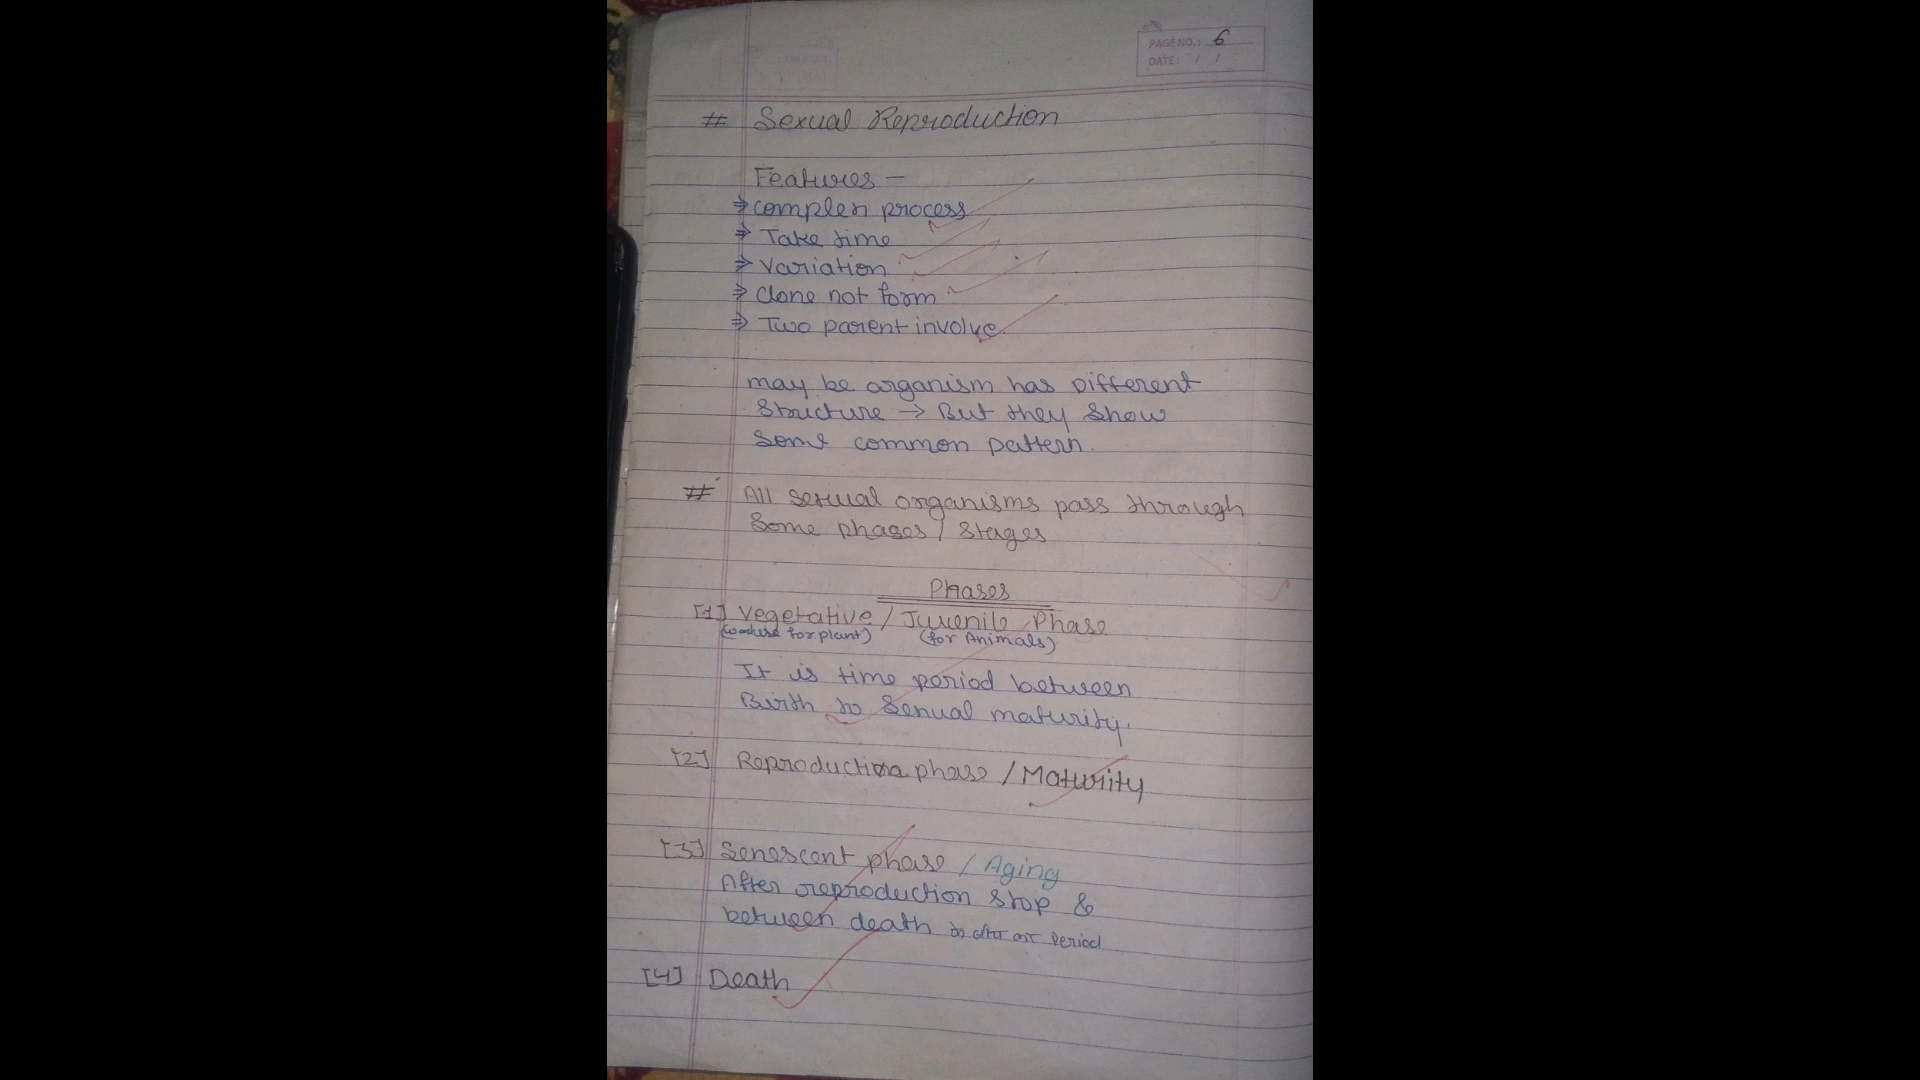 PAGE NO.: 6
DATE: / /
# Sexual Reproduction
Features —
⇒ complex process
⇒ Take time
⇒ Variation
⇒ clone not form
⇒ Two parent involve
may be organism has Different
Structure → But they show
Some common pattern.
# All sexual organisms pass through
Some phases / Stages
Phases
[1] Vegetative / Juvenile Phase
(we use for plant) (for Animals)
It is time period between
Birth to Sexual maturity.
[2] Reproduction phase / Maturity
[3] Senescent phase / Aging
After reproduction stop &
between death period
[4] Death